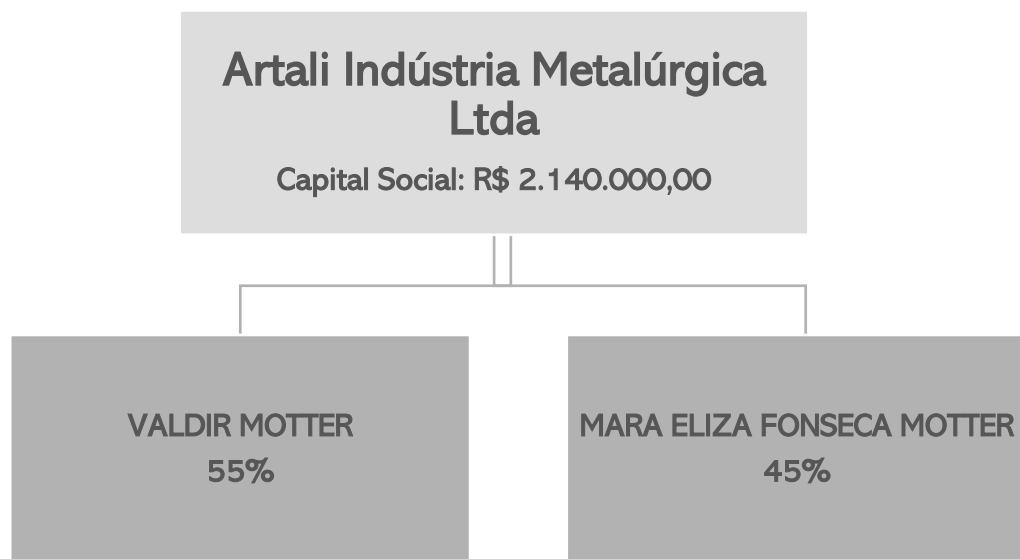 Artali Indústria Metalúrgica
Ltda
Capital Social: R$ 2.140.000,00
VALDIR MOTTER
55%
MARA ELIZA FONSECA MOTTER
45%